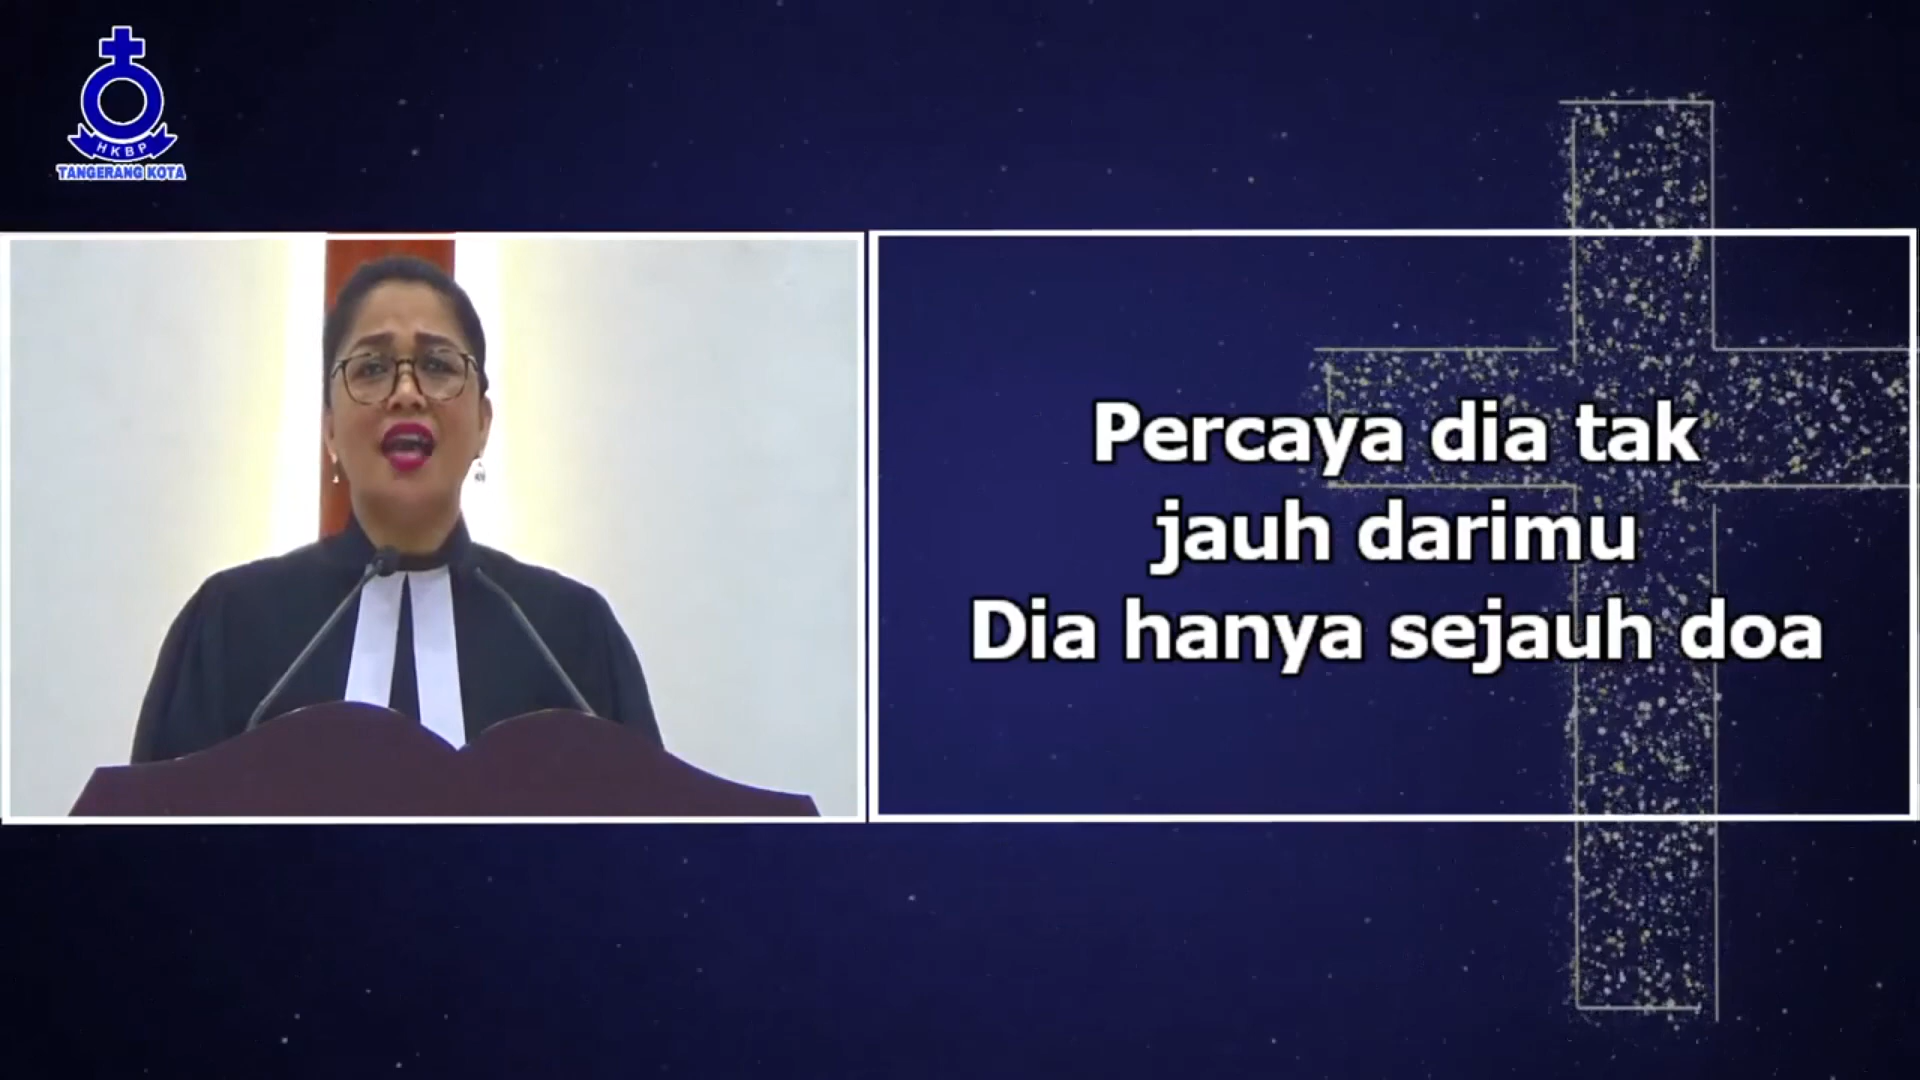 HKBP
TANGERANG KOTA
Percaya dia tak
jauh darimu
Dia hanya sejauh doa